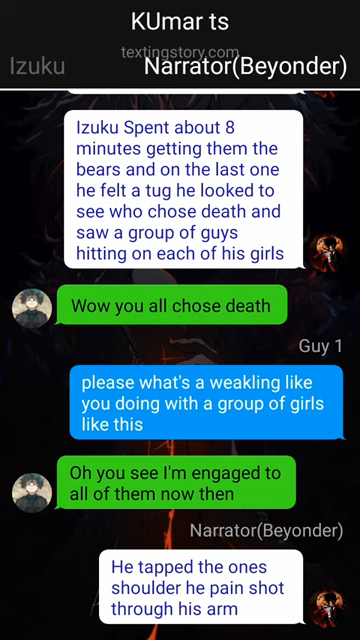 KUmar ts
textingstory.com
Izuku
Narrator(Beyonder)
Izuku Spent about 8
minutes getting them the
bears and on the last one
he felt a tug he looked to
see who chose death and
saw a group of guys
hitting on each of his girls
Wow you all chose death
Guy 1
please what's a weakling like
you doing with a group of girls
like this
Oh you see I'm engaged to
all of them now then
Narrator(Beyonder)
He tapped the ones
shoulder he pain shot
through his arm